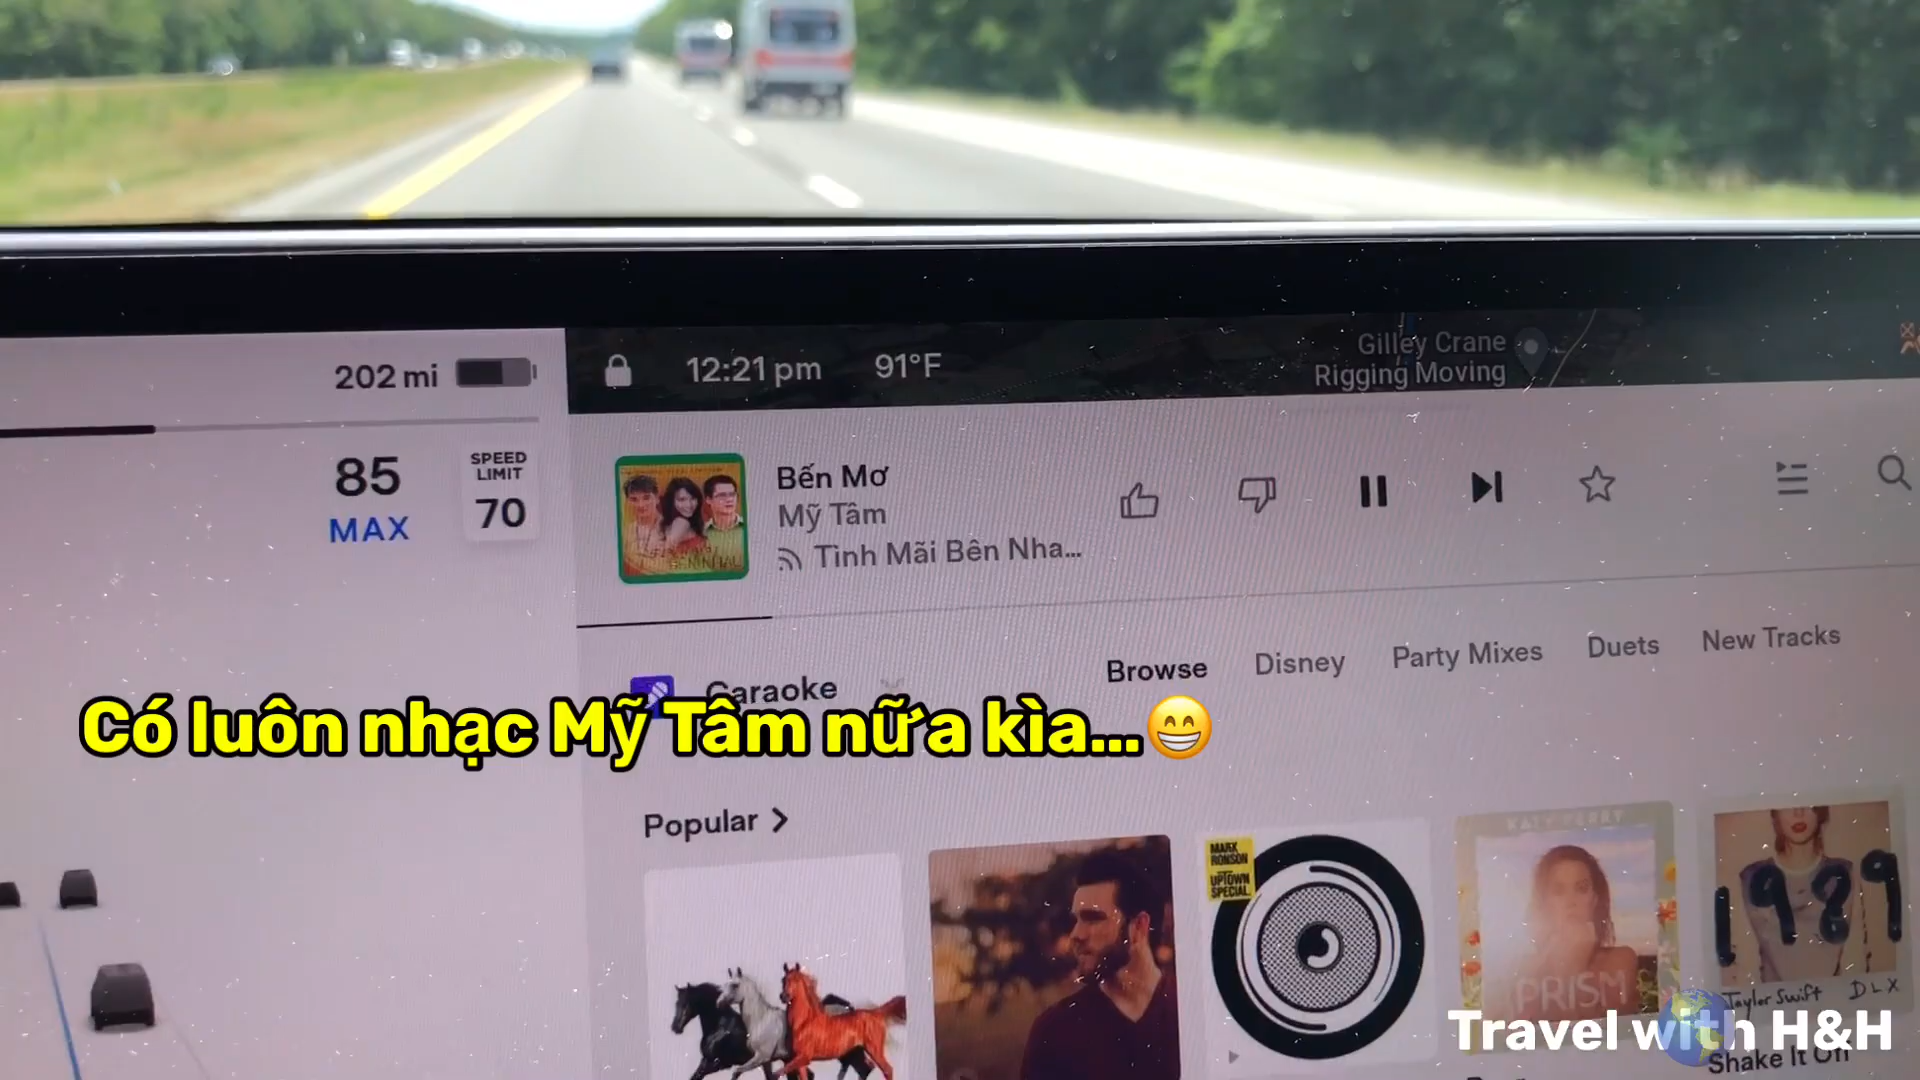 202 mi
12:21 pm
91°F
Gilley Crane
Rigging Moving
85
MAX
SPEED
LIMIT
70
Bến Mơ
Mỹ Tâm
Tình Mãi Bên Nha...
Caraoke
Browse
Disney
Party Mixes
Duets
New Tracks
Có luôn nhạc Mỹ Tâm nữa kìa...😁
Popular
MARK
RONSON
UPTOWN
SPECIAL
KATY PERRY
PRISM
1989
Taylor Swift DLX
Travel with H&H
Shake It Off